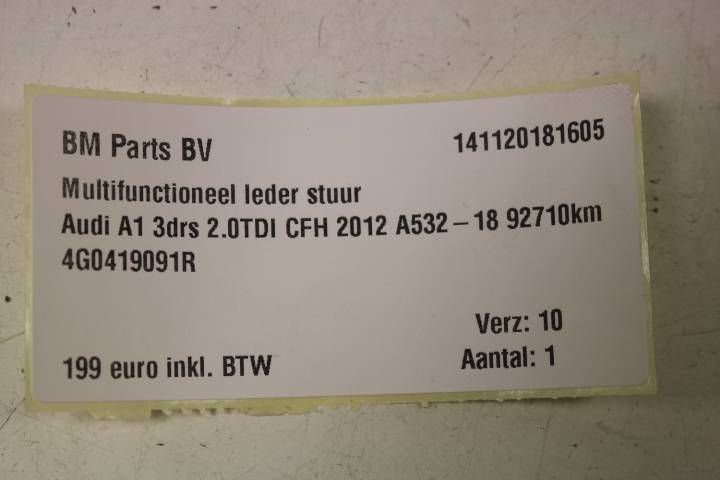 BM Parts BV 141120181605
Multifunctioneel leder stuur
Audi A1 3drs 2.0TDI CFH 2012 A532 – 18 92710km
4G0419091R
Verz: 10
199 euro inkl. BTW Aantal: 1